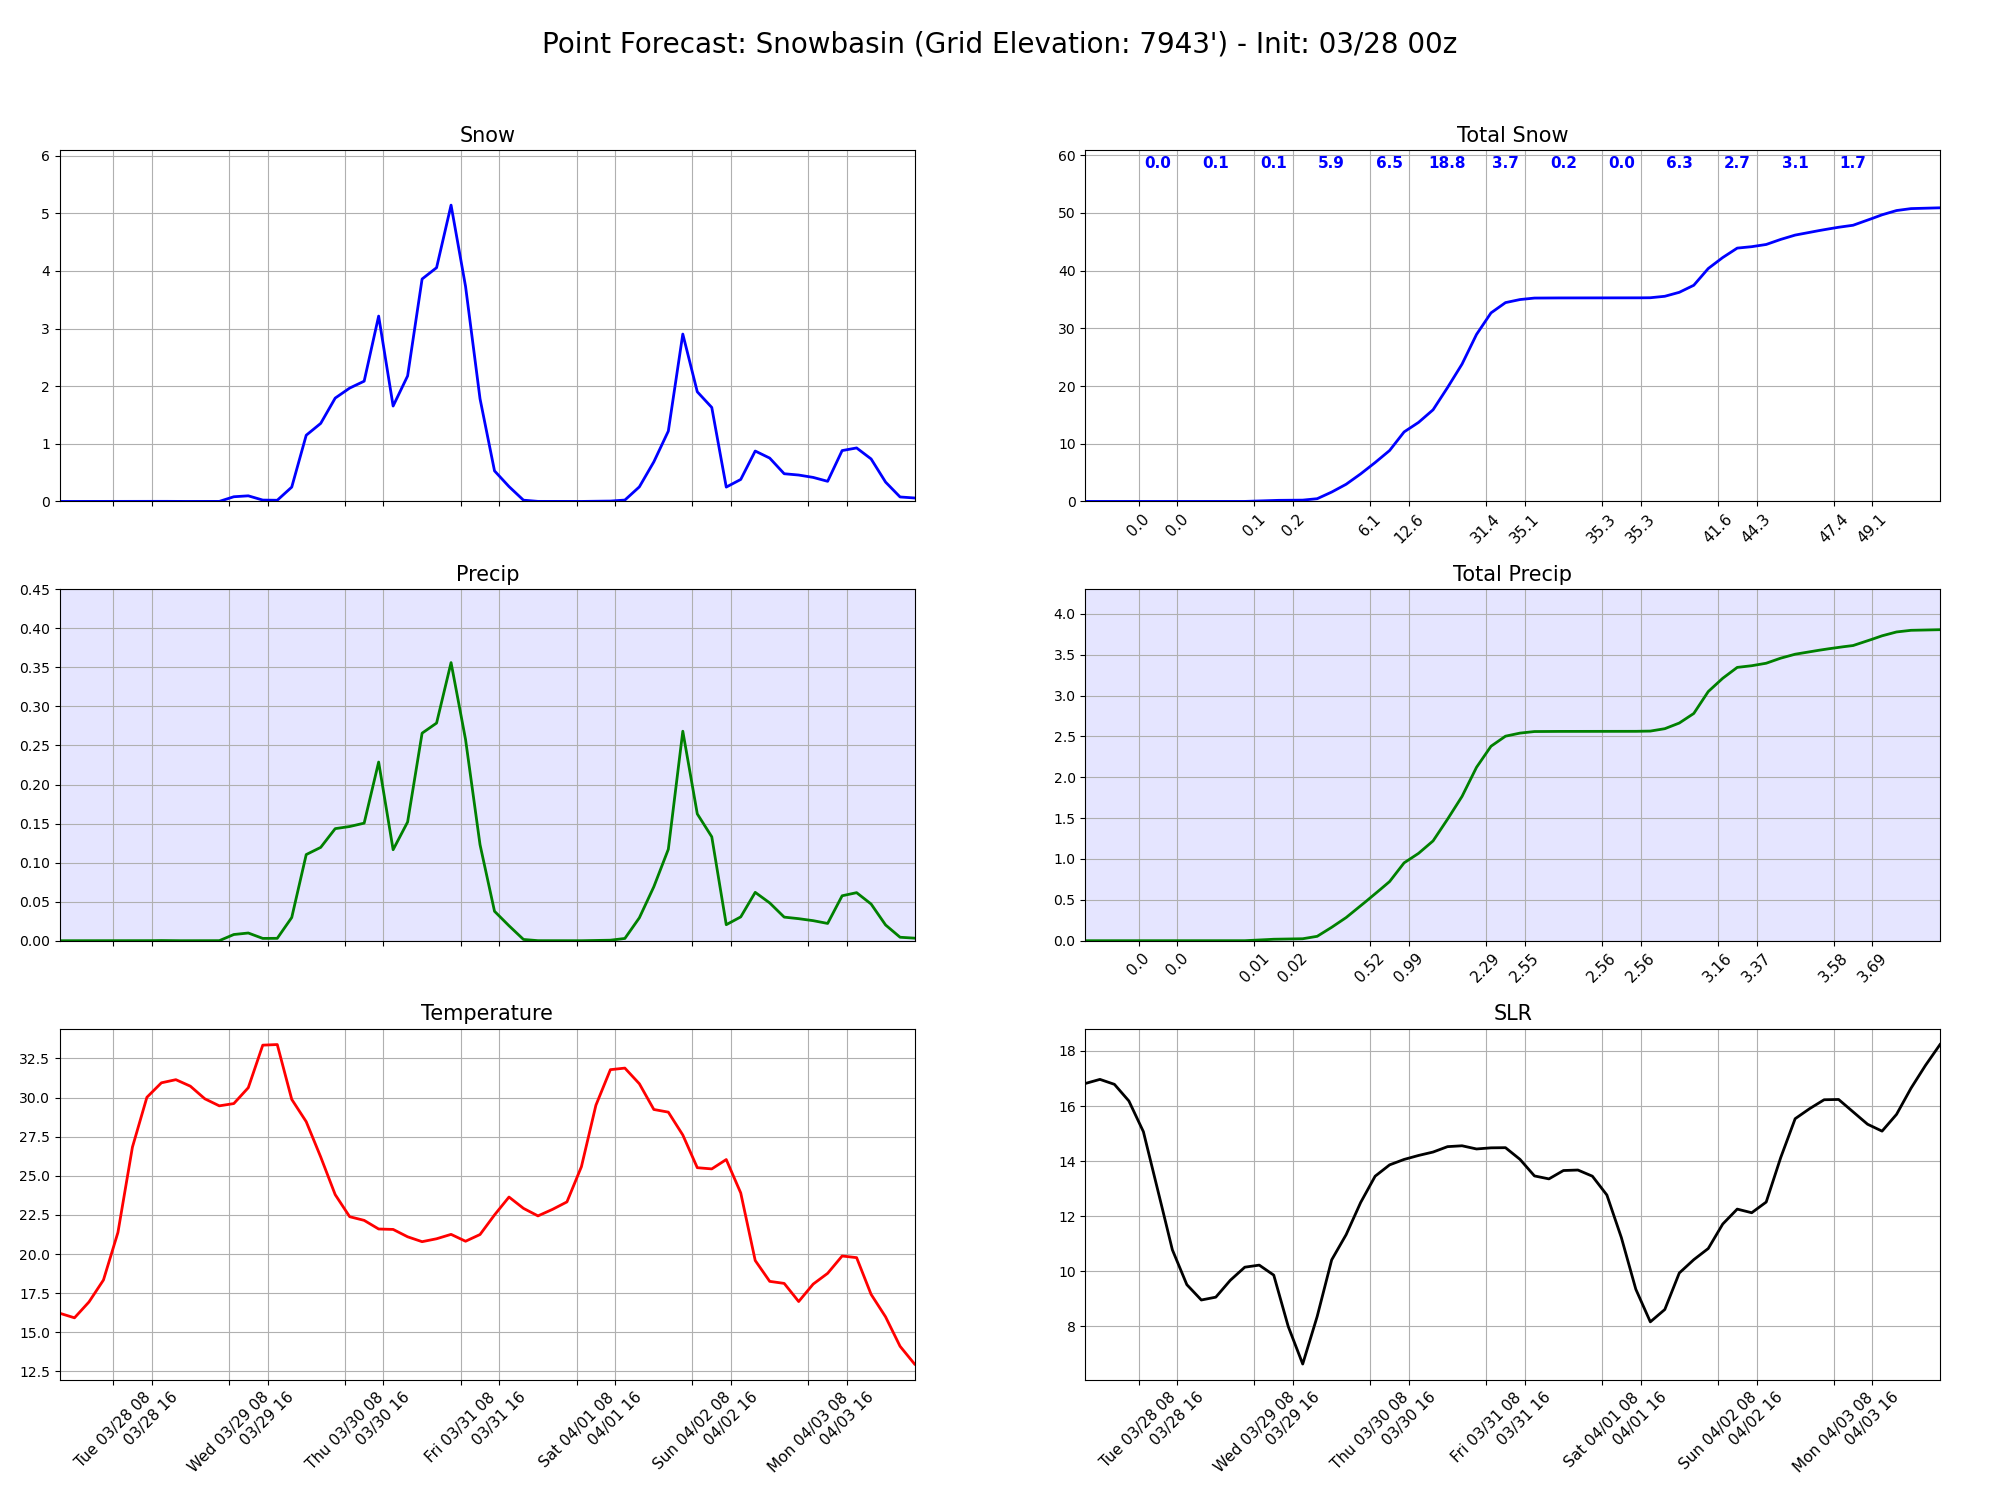 Point Forecast: Snowbasin (Grid Elevation: 7943') - Init: 03/28 00z
Snow
6
5
4
3
2
1
0
Total Snow
0.0 0.1 0.1 5.9 6.5 18.8 3.7 0.2 0.0 6.3 2.7 3.1 1.7
60
50
40
30
20
10
0
0.0 0.0 0.1 0.2 6.1 12.6 31.4 35.1 35.3 35.3 41.6 44.3 47.4 49.1
Precip
0.45
0.40
0.35
0.30
0.25
0.20
0.15
0.10
0.05
0.00
Total Precip
4.0
3.5
3.0
2.5
2.0
1.5
1.0
0.5
0.0
0.0 0.0 0.01 0.02 0.52 0.99 2.29 2.55 2.56 2.56 3.16 3.37 3.58 3.69
Temperature
32.5
30.0
27.5
25.0
22.5
20.0
17.5
15.0
12.5
Tue 03/28 08
03/28 16
Wed 03/29 08
03/29 16
Thu 03/30 08
03/30 16
Fri 03/31 08
03/31 16
Sat 04/01 08
04/01 16
Sun 04/02 08
04/02 16
Mon 04/03 08
04/03 16
SLR
18
16
14
12
10
8
Tue 03/28 08
03/28 16
Wed 03/29 08
03/29 16
Thu 03/30 08
03/30 16
Fri 03/31 08
03/31 16
Sat 04/01 08
04/01 16
Sun 04/02 08
04/02 16
Mon 04/03 08
04/03 16